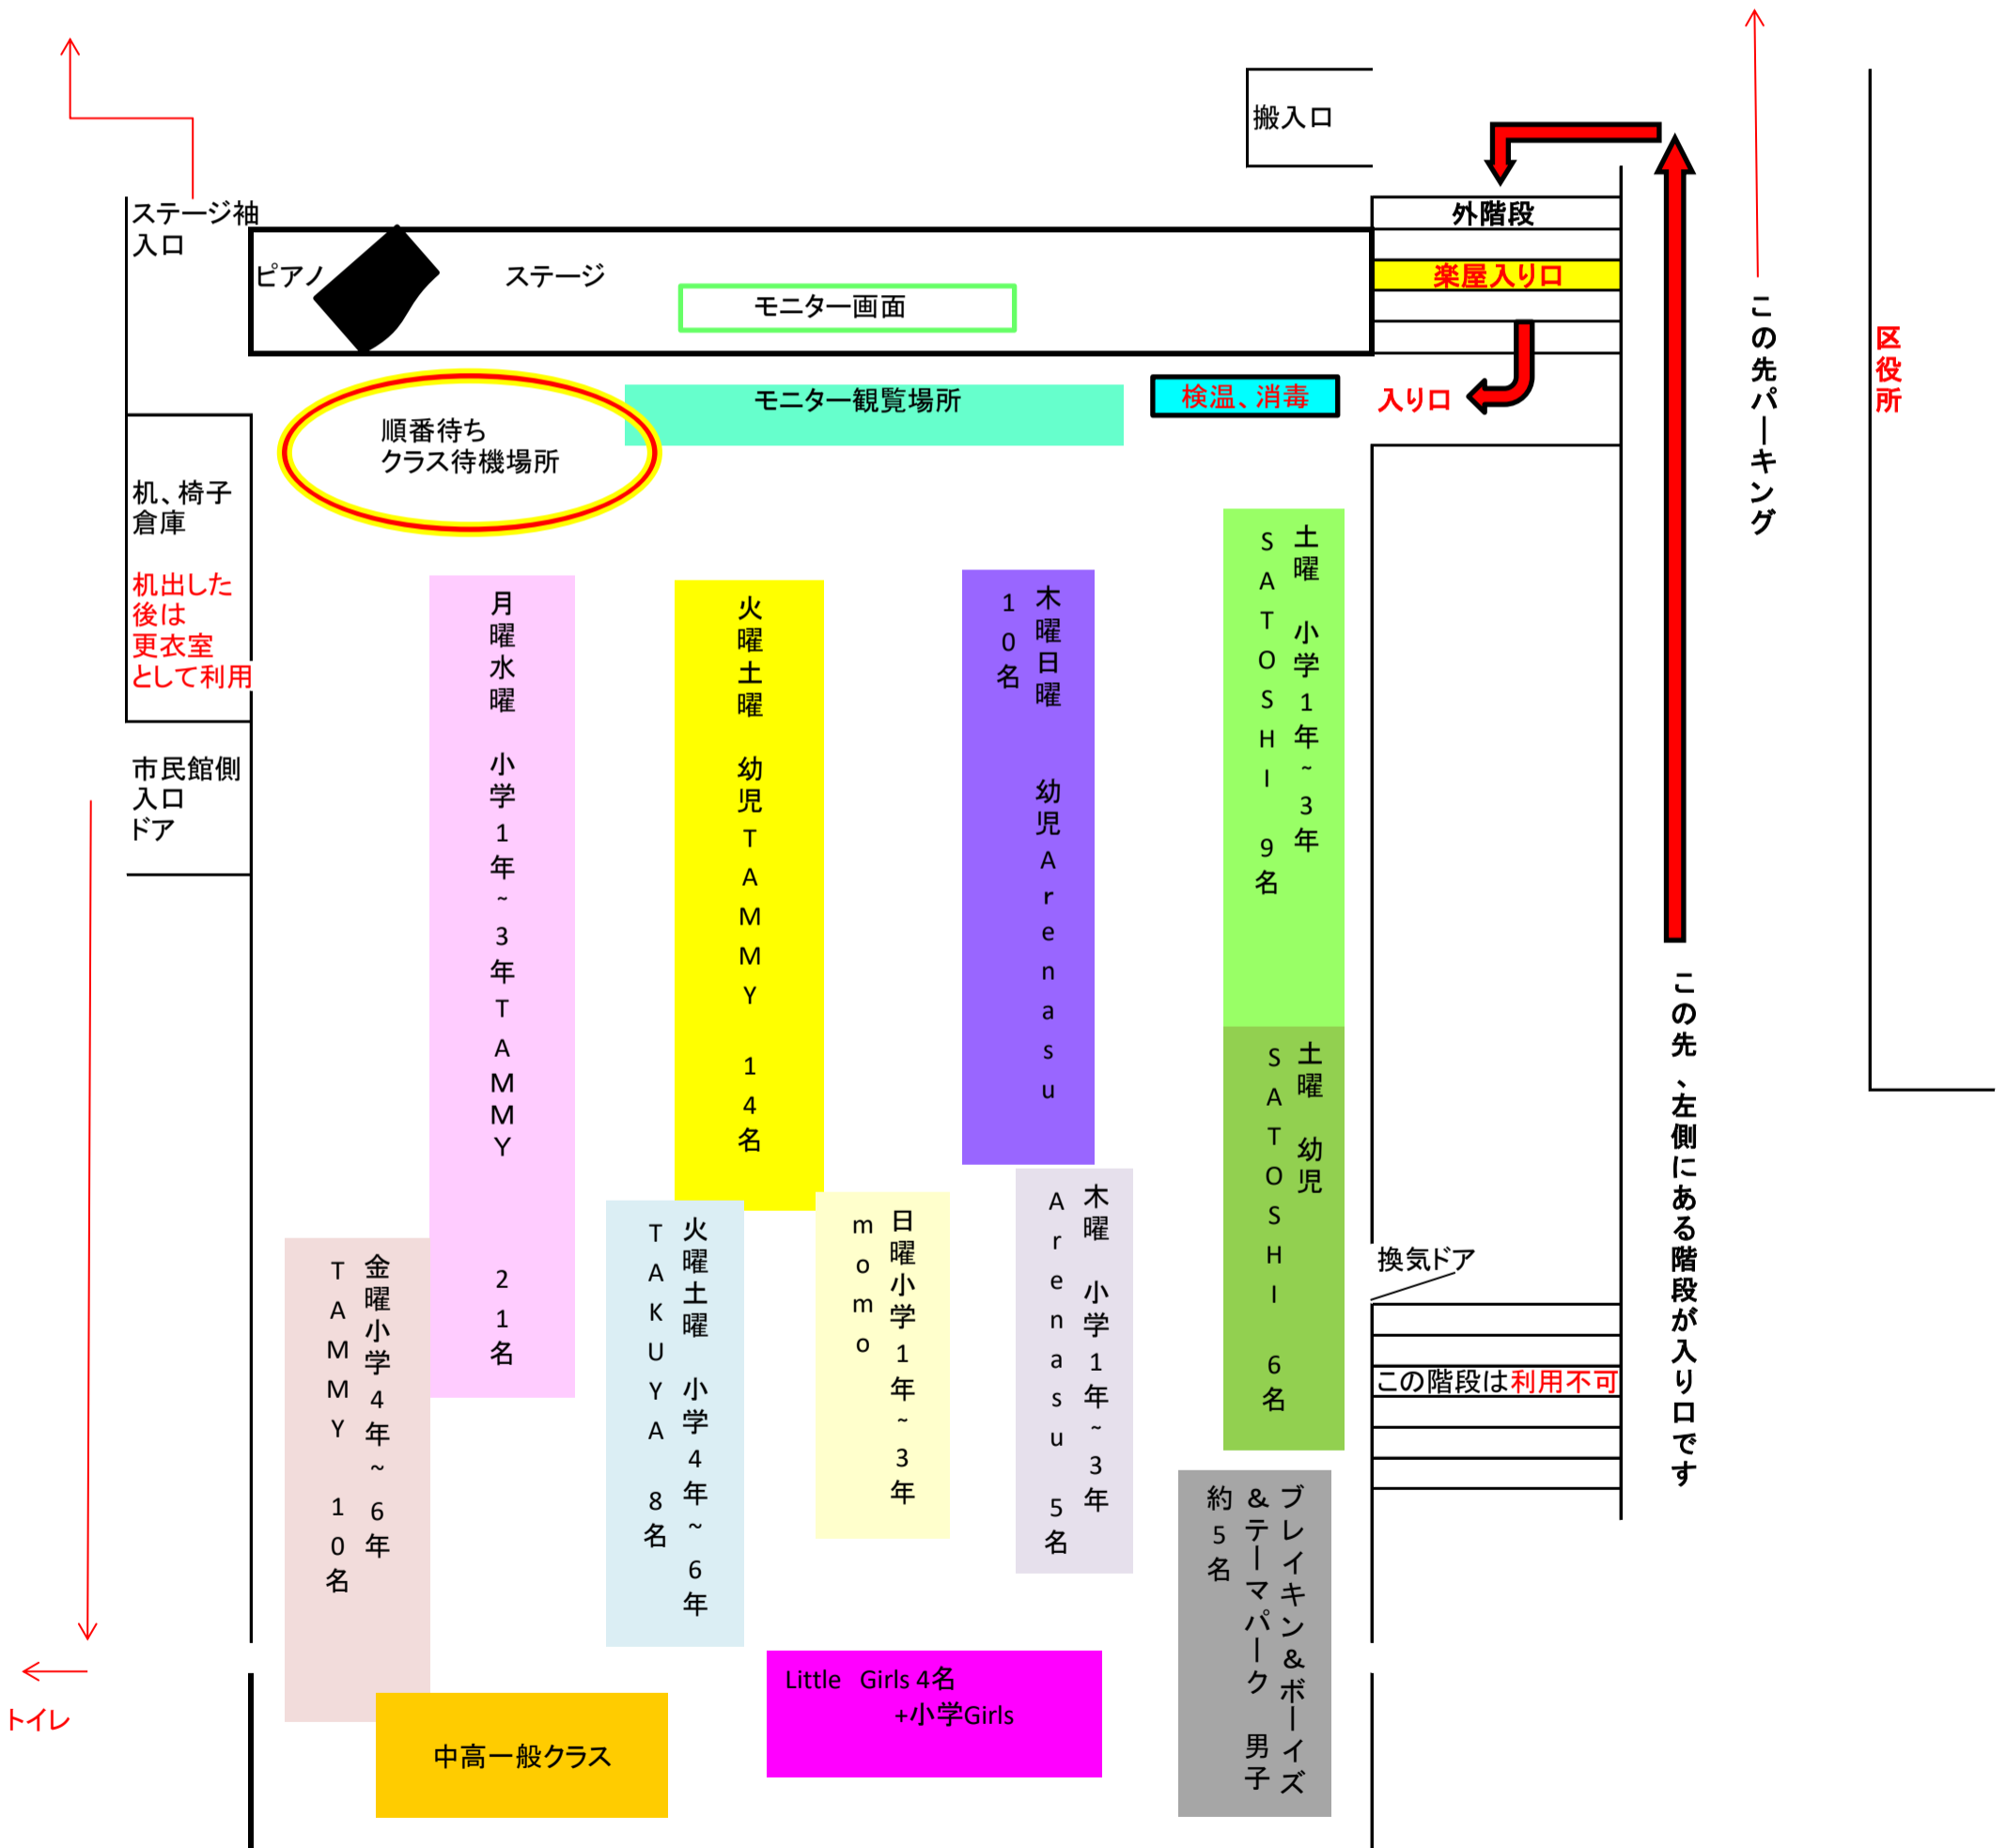 搬入口
ステージ袖
入口
外階段
ピアノ
ステージ
楽屋入り口
モニター画面
この先パーキング
区役所
モニター観覧場所
検温、消毒
入り口
順番待ち
クラス待機場所
机、椅子
倉庫
机出した
後は
更衣室
として利用
市民館側
入口
ドア
月曜水曜　小学1年~3年TAMMY　21名
火曜土曜　幼児TAMMY　14名
木曜日曜　幼児Arenasu
10名
土曜　小学1年~3年
SATOSHI　9名
土曜　幼児
SATOSHI　6名
この先、左側にある階段が入り口です
換気ドア
この階段は利用不可
金曜小学4年~6年
TAMMY　10名
火曜土曜　小学4年~6年
TAKUYA　8名
日曜小学1年~3年
momo
木曜　小学1年~3年
Arenasu　5名
ブレイキン&ボーイズ
&テーマパーク　男子
約5名
Little Girls 4名
+小学Girls
トイレ
中高一般クラス